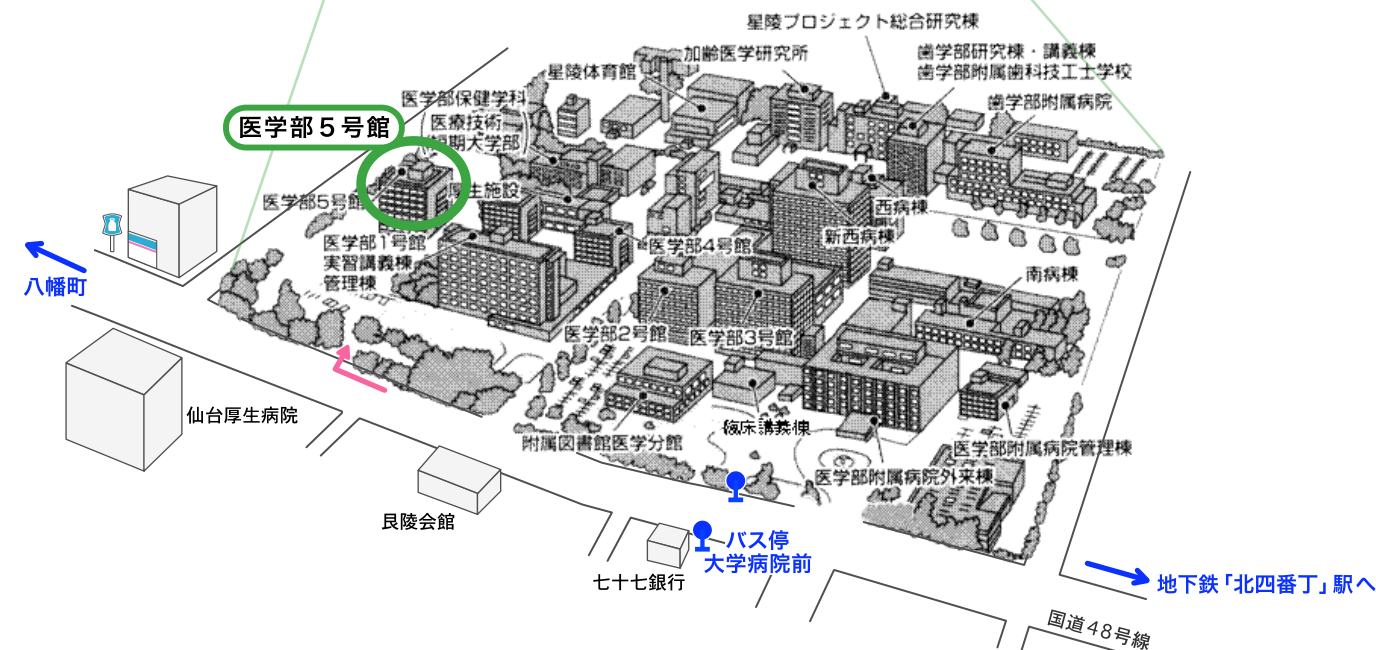 星陵プロジェクト総合研究棟
加齢医学研究所
歯学部研究棟・講義棟
歯学部附属歯科技工士学校
星陵体育館
歯学部附属病院
医学部保健学科
(医療技術
短期大学部)
医学部5号館
医学部5号館
厚生施設
西病棟
新西病棟
医学部1号館
実習講義棟
管理棟
医学部4号館
南病棟
八幡町
医学部2号館
医学部3号館
仙台厚生病院
臨床講義棟
附属図書館医学分館
医学部附属病院管理棟
医学部附属病院外来棟
艮陵会館
バス停
大学病院前
七十七銀行
地下鉄「北四番丁」駅へ
国道48号線